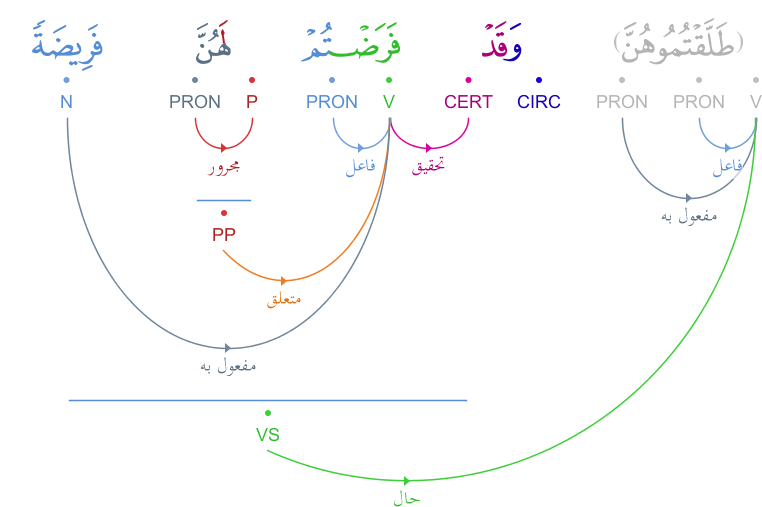 (طَلَّقْتُمُوهُنَّ) وَقَدْ فَرَضْتُمْ لَهُنَّ فَرِيضَةً
V PRON PRON CIRC CERT V PRON P PRON N
فاعل تحقيق فاعل مجرور
مفعول به
PP
متعلق
مفعول به
VS
حال